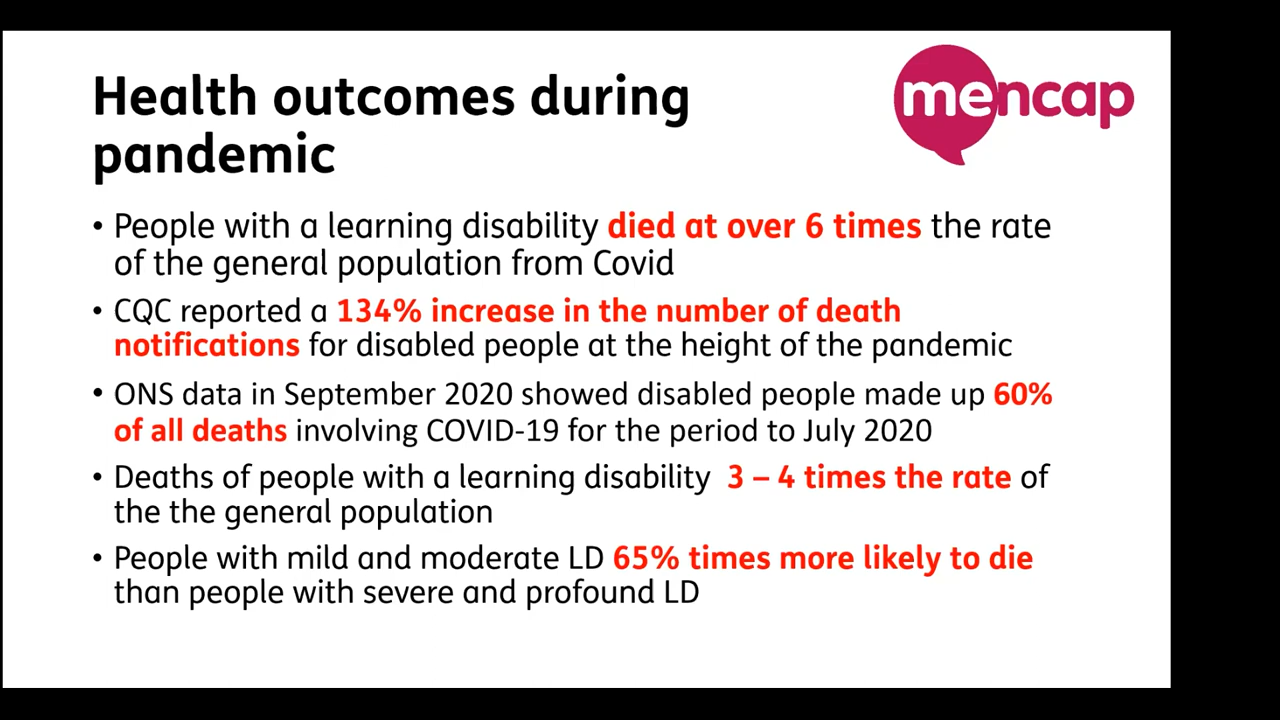 Health outcomes during
pandemic
mencap
• People with a learning disability died at over 6 times the rate
of the general population from Covid
• CQC reported a 134% increase in the number of death
notifications for disabled people at the height of the pandemic
• ONS data in September 2020 showed disabled people made up 60%
of all deaths involving COVID-19 for the period to July 2020
• Deaths of people with a learning disability 3 – 4 times the rate of
the the general population
• People with mild and moderate LD 65% times more likely to die
than people with severe and profound LD